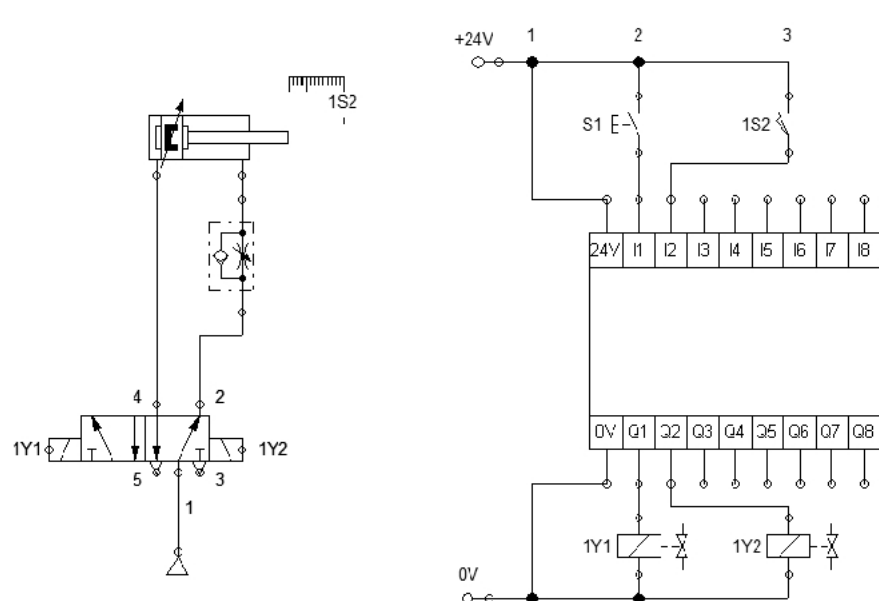 1S2
4 2
1Y1 1Y2
5 3
1
1 2 3
+24V
S1 1S2
24V I1 I2 I3 I4 I5 I6 I7 I8
0V Q1 Q2 Q3 Q4 Q5 Q6 Q7 Q8
1Y1 1Y2
0V